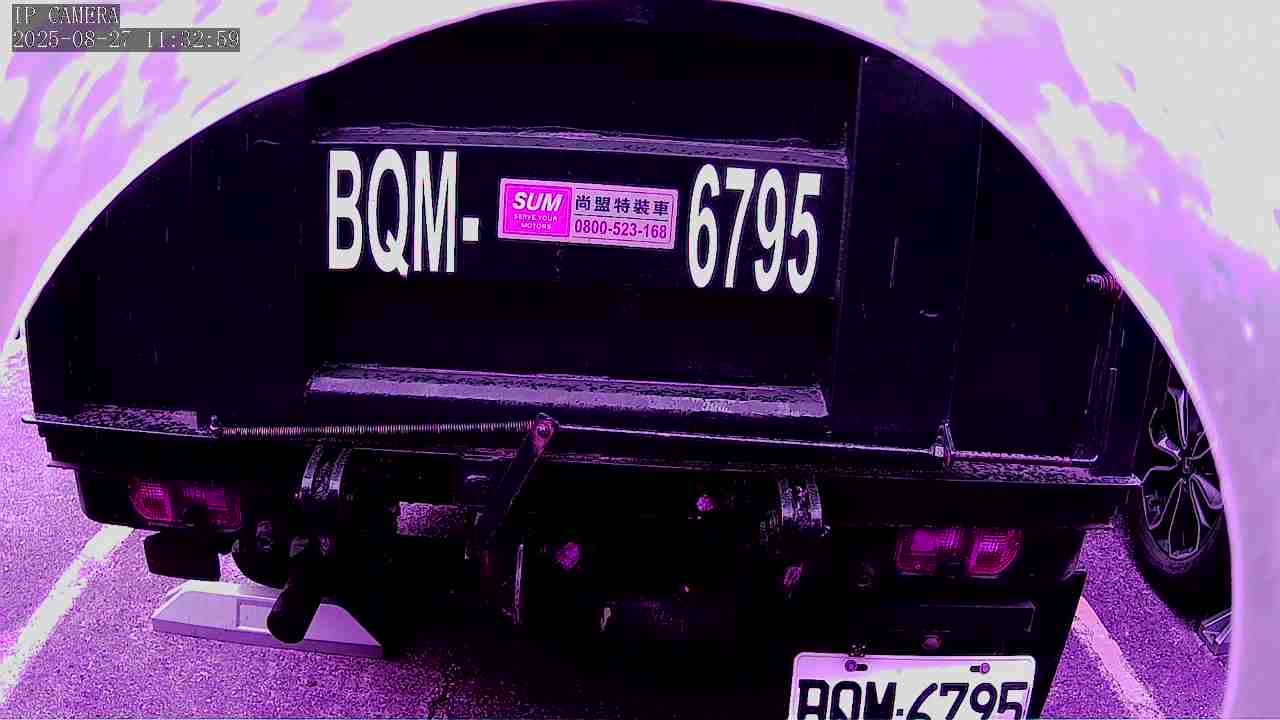 IP CAMERA
2025-08-27 11:32:59
BQM-
SUM
SERVE YOUR
MOTORS
尚盟特裝車
0800-523-168
6795
BQM-6795